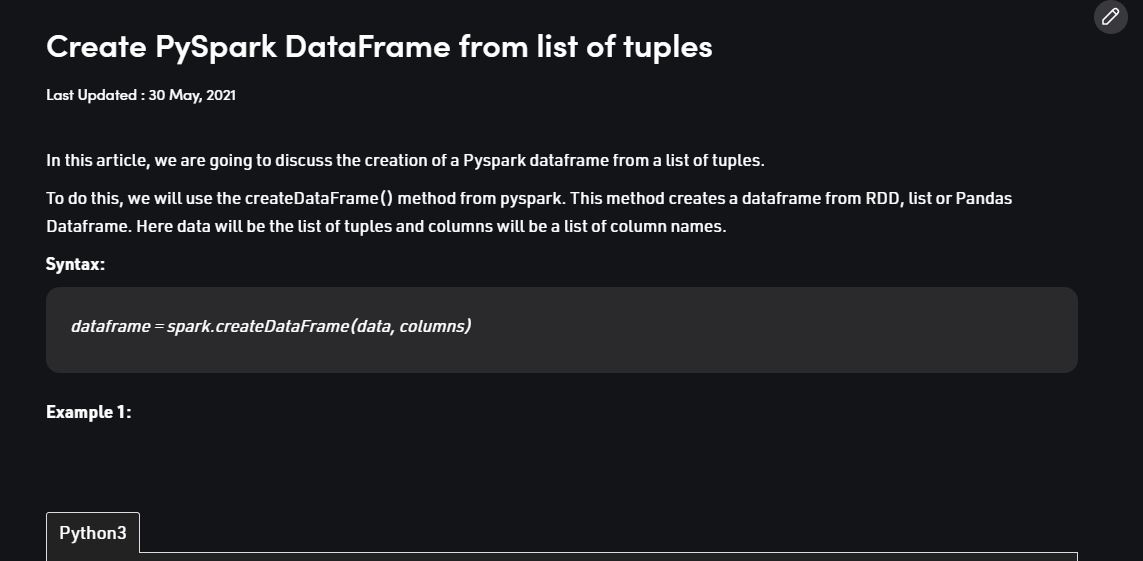 Create PySpark DataFrame from list of tuples
Last Updated : 30 May, 2021
In this article, we are going to discuss the creation of a Pyspark dataframe from a list of tuples.
To do this, we will use the createDataFrame() method from pyspark. This method creates a dataframe from RDD, list or Pandas
Dataframe. Here data will be the list of tuples and columns will be a list of column names.
Syntax:
dataframe = spark.createDataFrame(data, columns)
Example 1:
Python3